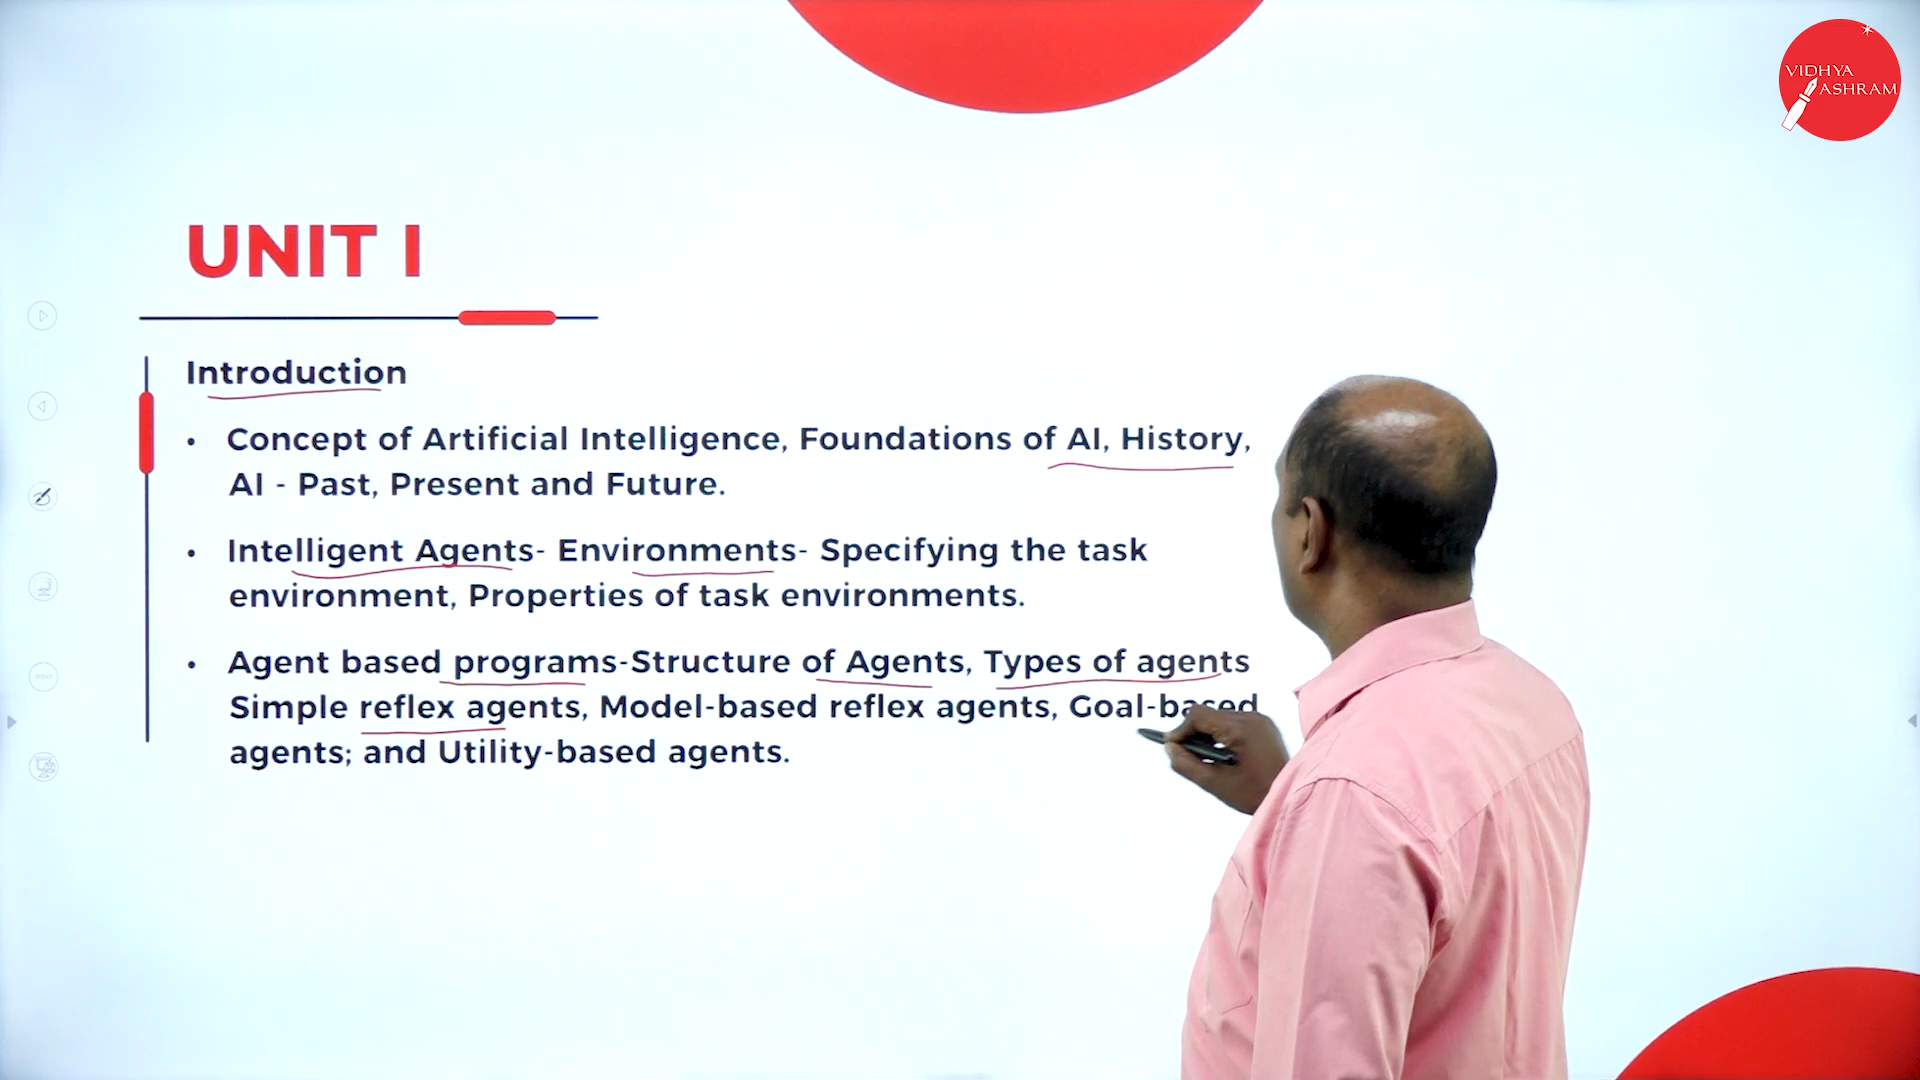 VIDHYA
ASHRAM
UNIT I
Introduction
• Concept of Artificial Intelligence, Foundations of AI, History,
AI - Past, Present and Future.
• Intelligent Agents- Environments- Specifying the task
environment, Properties of task environments.
• Agent based programs-Structure of Agents, Types of agents
Simple reflex agents, Model-based reflex agents, Goal-based
agents; and Utility-based agents.